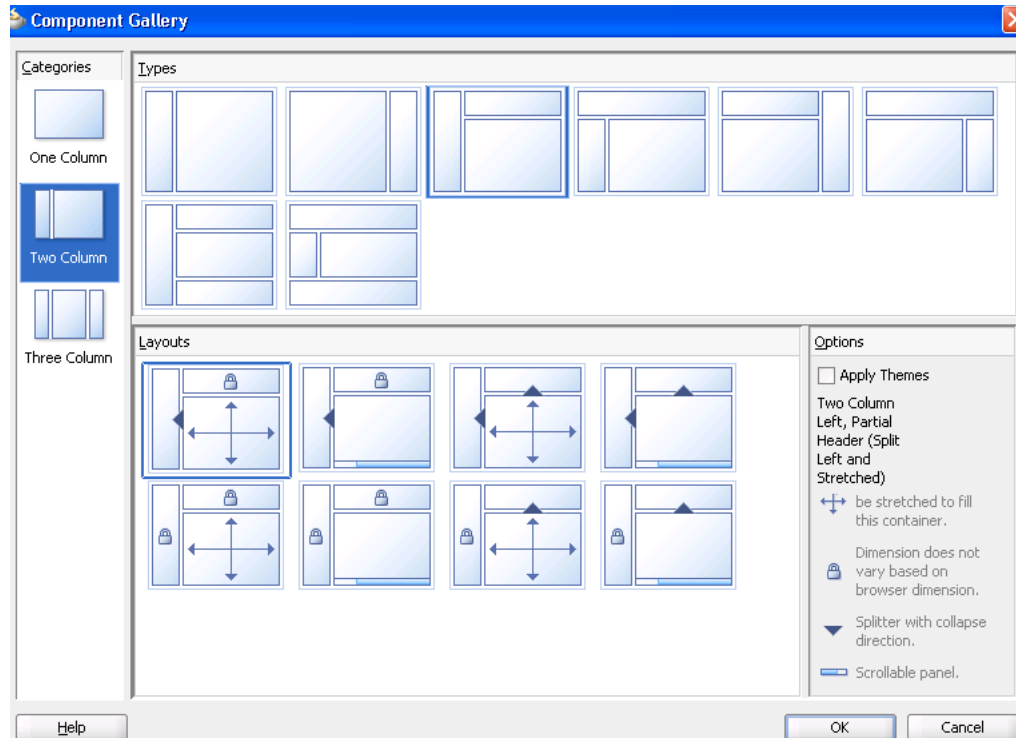 Component Gallery
Categories
One Column
Two Column
Three Column
Types
Layouts
Options
Apply Themes
Two Column
Left, Partial
Header (Split
Left and
Stretched)
be stretched to fill
this container.
Dimension does not
vary based on
browser dimension.
Splitter with collapse
direction.
Scrollable panel.
Help
OK
Cancel